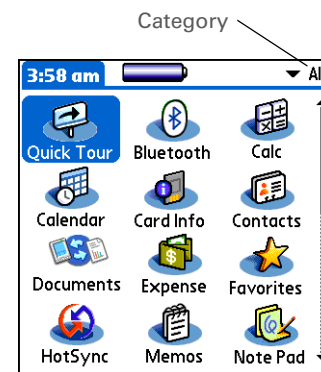 Category
3:58 am
Quick Tour Bluetooth Calc
Calendar Card Info Contacts
Documents Expense Favorites
HotSync Memos Note Pad